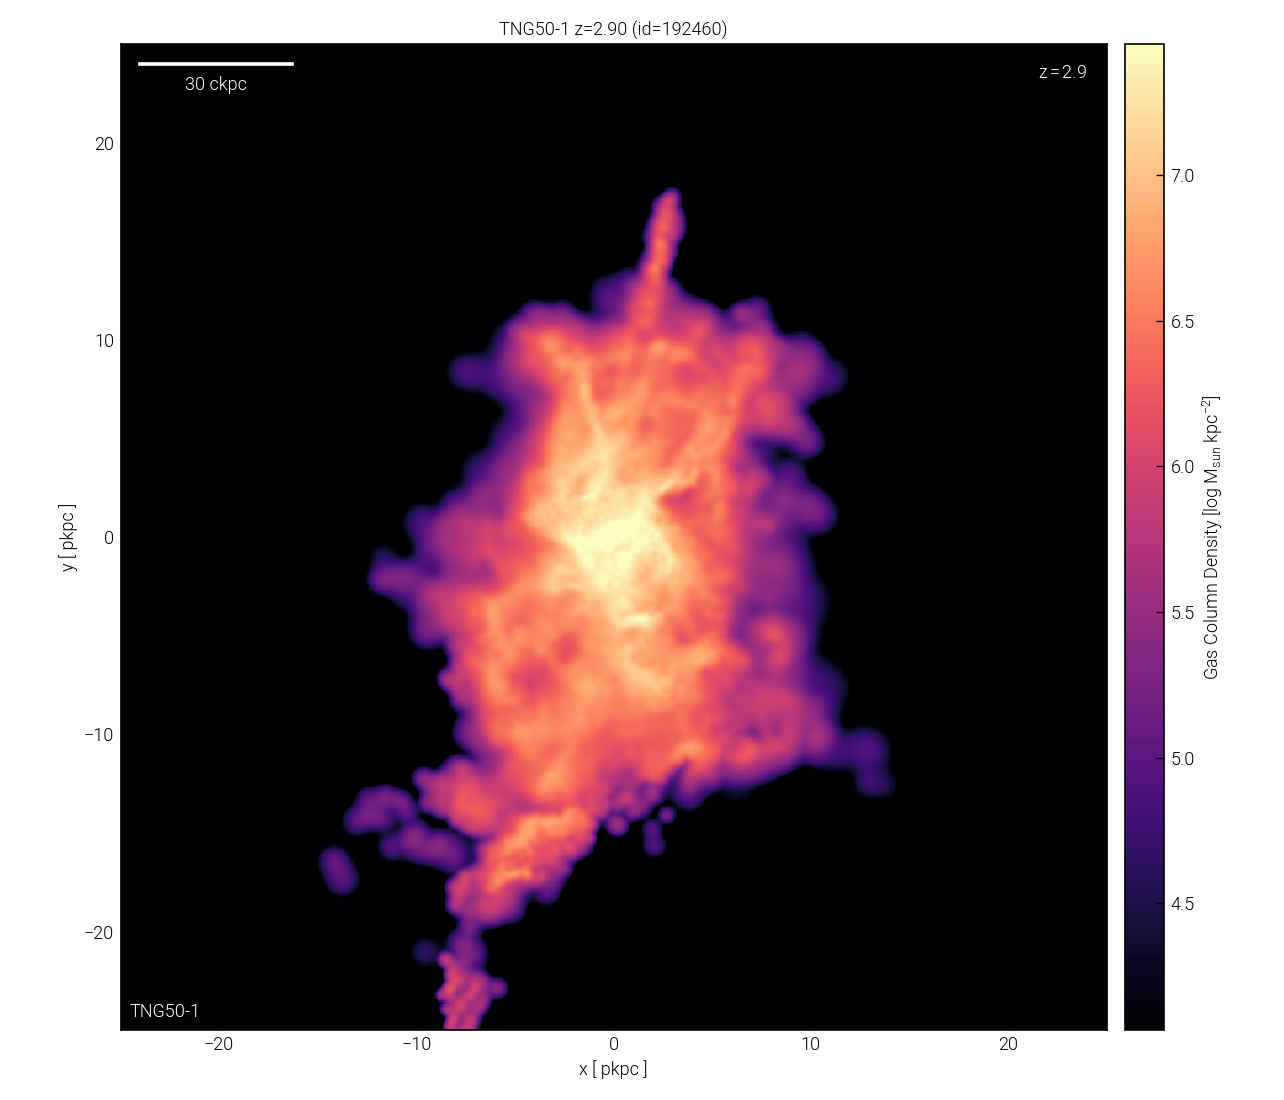 TNG50-1 z=2.90 (id=192460)
30 ckpc
z=2.9
20
10
0
−10
−20
y [ pkpc ]
TNG50-1
−20
−10
0
10
20
x [ pkpc ]
7.0
6.5
6.0
5.5
5.0
4.5
Gas Column Density [log M_sun kpc⁻²]